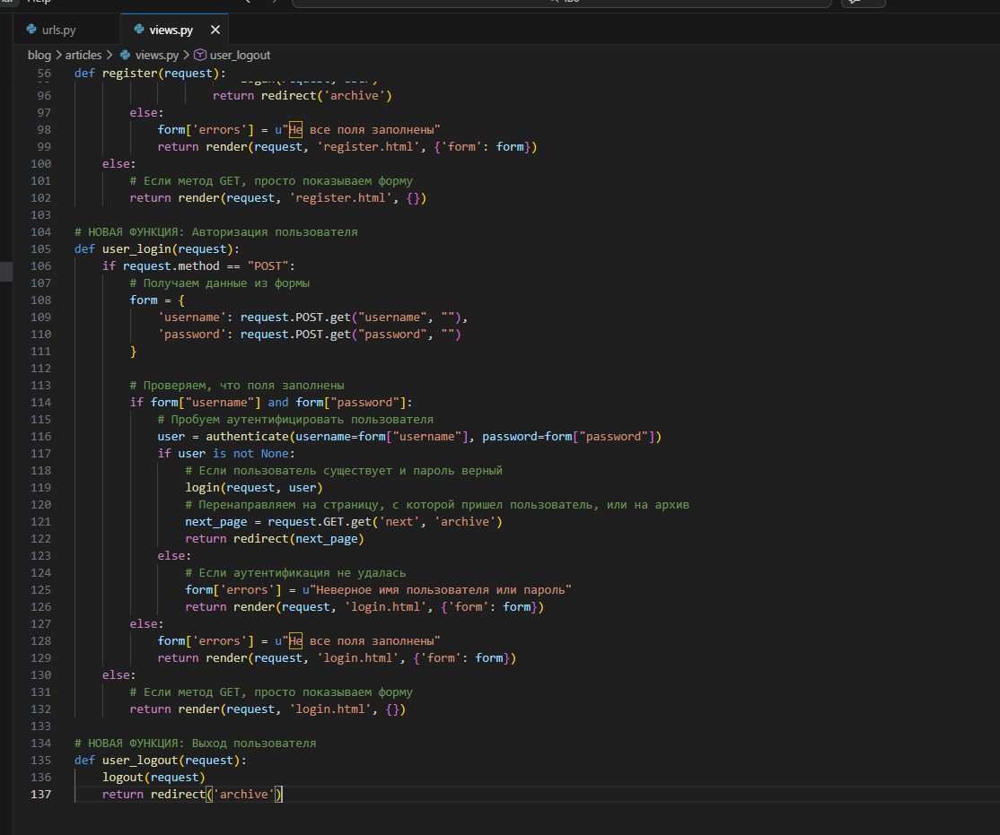 Help
urls.py views.py ×
blog > articles > views.py > user_logout
56 def register(request):
96 return redirect('archive')
97 else:
98 form['errors'] = u"Не все поля заполнены"
99 return render(request, 'register.html', {'form': form})
100 else:
101 # Если метод GET, просто показываем форму
102 return render(request, 'register.html', {})
103
104 # НОВАЯ ФУНКЦИЯ: Авторизация пользователя
105 def user_login(request):
106 if request.method == "POST":
107 # Получаем данные из формы
108 form = {
109 'username': request.POST.get("username", ""),
110 'password': request.POST.get("password", "")
111 }
112
113 # Проверяем, что поля заполнены
114 if form["username"] and form["password"]:
115 # Пробуем аутентифицировать пользователя
116 user = authenticate(username=form["username"], password=form["password"])
117 if user is not None:
118 # Если пользователь существует и пароль верный
119 login(request, user)
120 # Перенаправляем на страницу, с которой пришел пользователь, или на архив
121 next_page = request.GET.get('next', 'archive')
122 return redirect(next_page)
123 else:
124 # Если аутентификация не удалась
125 form['errors'] = u"Неверное имя пользователя или пароль"
126 return render(request, 'login.html', {'form': form})
127 else:
128 form['errors'] = u"Не все поля заполнены"
129 return render(request, 'login.html', {'form': form})
130 else:
131 # Если метод GET, просто показываем форму
132 return render(request, 'login.html', {})
133
134 # НОВАЯ ФУНКЦИЯ: Выход пользователя
135 def user_logout(request):
136 logout(request)
137 return redirect('archive')